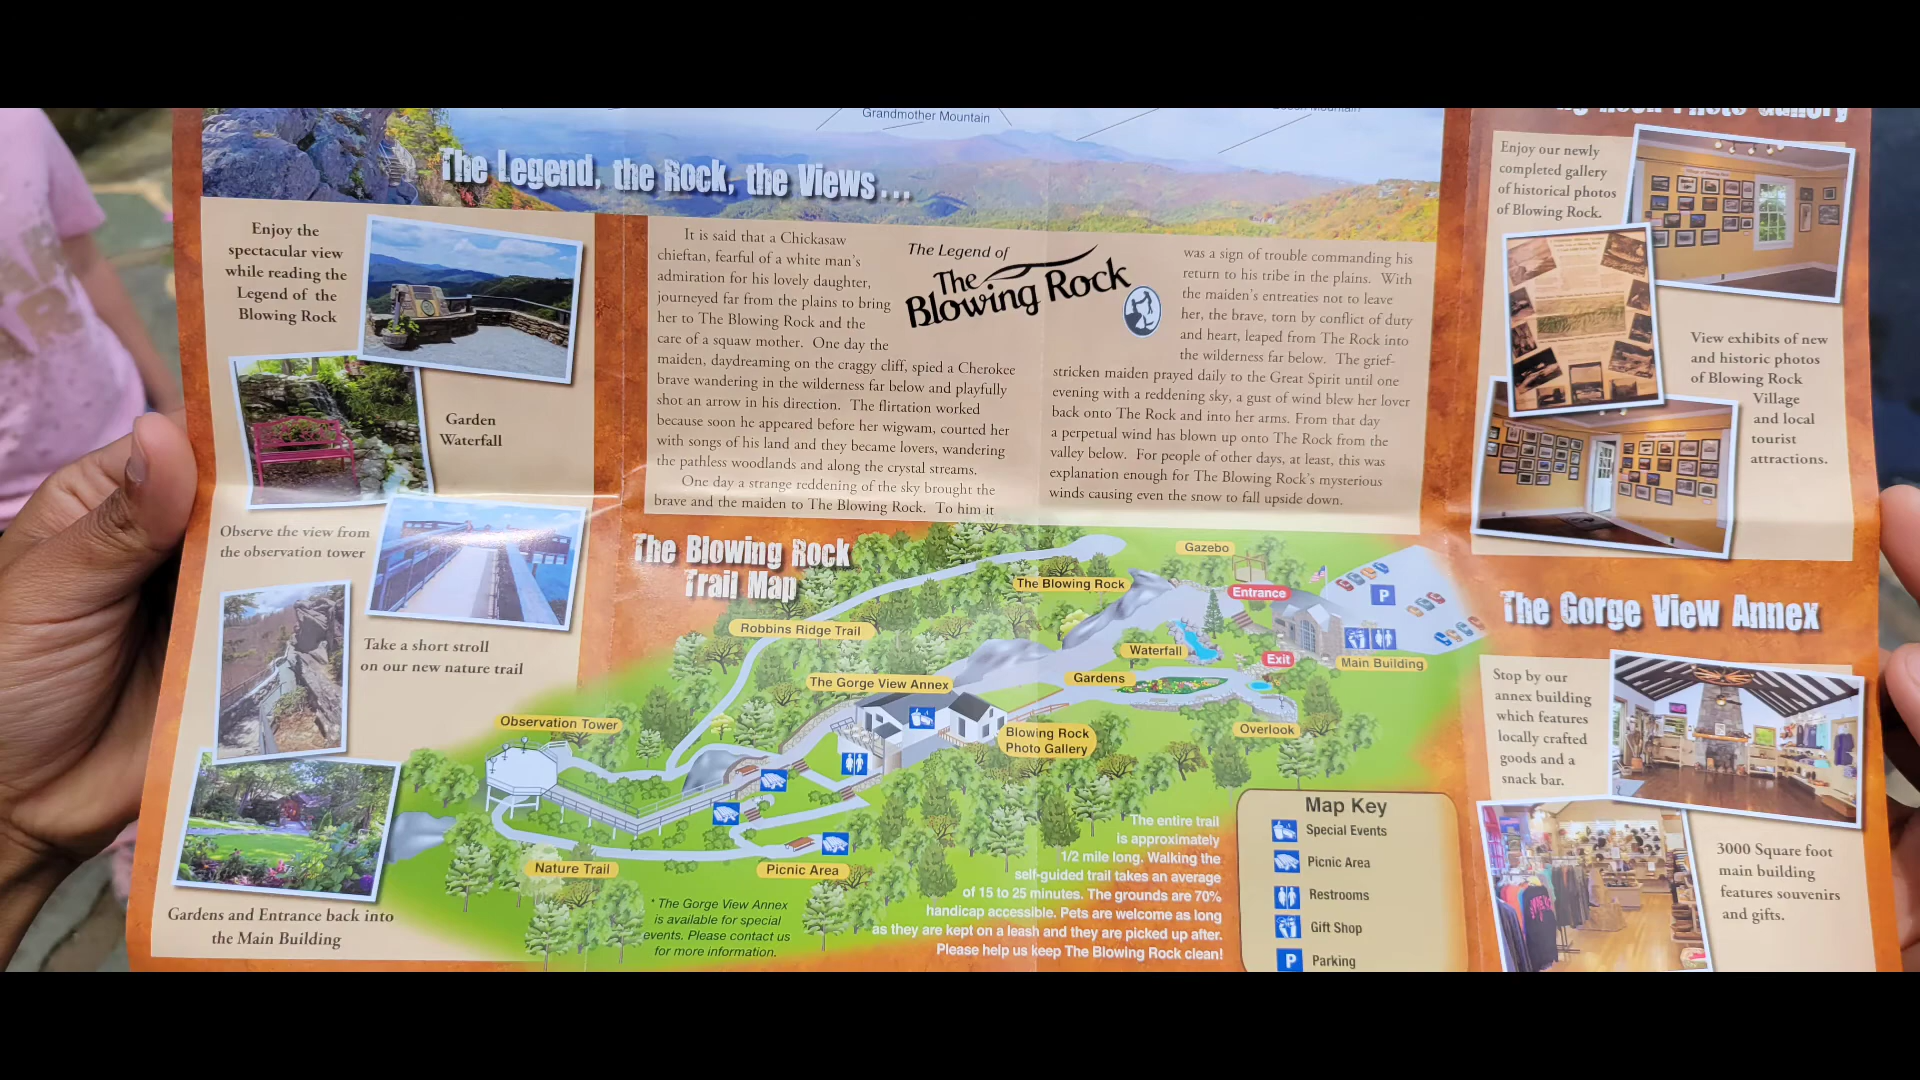 Grandmother Mountain
The Legend, the Rock, the Views...
Enjoy the
spectacular view
while reading the
Legend of the
Blowing Rock
Garden
Waterfall
Observe the view from
the observation tower
Take a short stroll
on our new nature trail
Gardens and Entrance back into
the Main Building
It is said that a Chickasaw
chieftan, fearful of a white man's
admiration for his lovely daughter,
journeyed far from the plains to bring
her to The Blowing Rock and the
care of a squaw mother. One day the
maiden, daydreaming on the craggy cliff, spied a Cherokee
brave wandering in the wilderness far below and playfully
shot an arrow in his direction. The flirtation worked
because soon he appeared before her wigwam, courted her
with songs of his land and they became lovers, wandering
the pathless woodlands and along the crystal streams.
One day a strange reddening of the sky brought the
brave and the maiden to The Blowing Rock. To him it
The Legend of
The
Blowing Rock
was a sign of trouble commanding his
return to his tribe in the plains. With
the maiden's entreaties not to leave
her, the brave, torn by conflict of duty
and heart, leaped from The Rock into
the wilderness far below. The grief-
stricken maiden prayed daily to the Great Spirit until one
evening with a reddening sky, a gust of wind blew her lover
back onto The Rock and into her arms. From that day
a perpetual wind has blown up onto The Rock from the
valley below. For people of other days, at least, this was
explanation enough for The Blowing Rock's mysterious
winds causing even the snow to fall upside down.
The Blowing Rock
Trail Map
Gazebo
The Blowing Rock
Entrance
P
Robbins Ridge Trail
Waterfall
Exit
Main Building
Gardens
The Gorge View Annex
Observation Tower
Blowing Rock
Photo Gallery
Overlook
Nature Trail
Picnic Area
* The Gorge View Annex
is available for special
events. Please contact us
for more information.
The entire trail
is approximately
1/2 mile long. Walking the
self-guided trail takes an average
of 15 to 25 minutes. The grounds are 70%
handicap accessible. Pets are welcome as long
as they are kept on a leash and they are picked up after.
Please help us keep The Blowing Rock clean!
Map Key
Special Events
Picnic Area
Restrooms
Gift Shop
P Parking
Rock Photo Gallery
Enjoy our newly
completed gallery
of historical photos
of Blowing Rock.
View exhibits of new
and historic photos
of Blowing Rock
Village
and local
tourist
attractions.
The Gorge View Annex
Stop by our
annex building
which features
locally crafted
goods and a
snack bar.
3000 Square foot
main building
features souvenirs
and gifts.